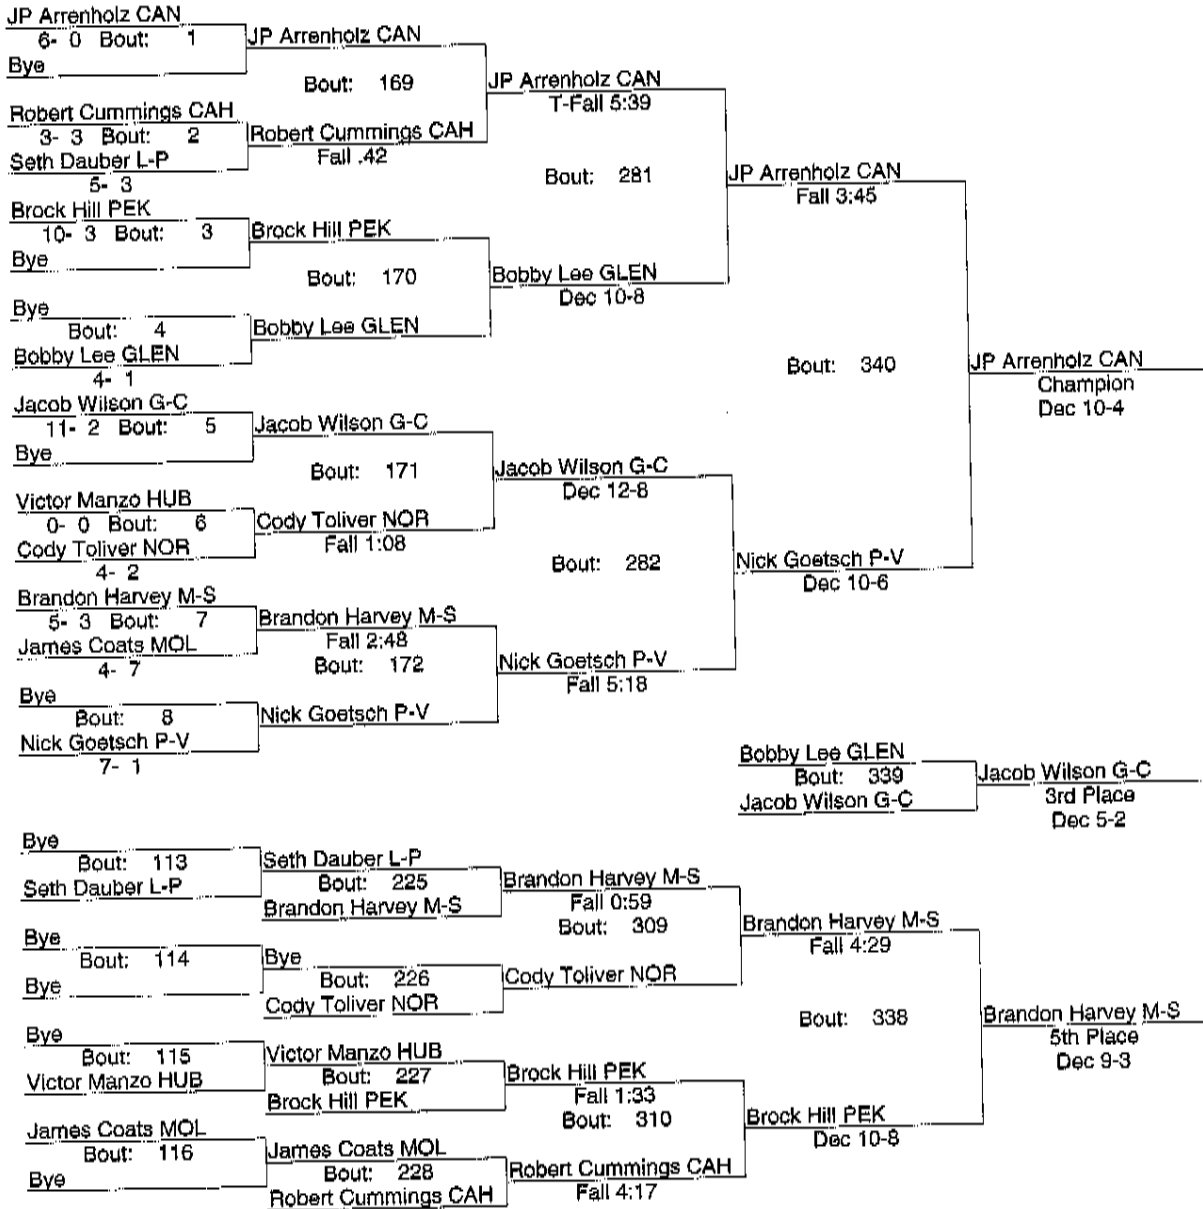 JP Arrenholz CAN
6- 0 Bout: 1
Bye
JP Arrenholz CAN
Bout: 169
Robert Cummings CAH
3- 3 Bout: 2
Seth Dauber L-P
5- 3
Robert Cummings CAH
Fall .42
JP Arrenholz CAN
T-Fall 5:39
Bout: 281
Brock Hill PEK
10- 3 Bout: 3
Bye
Brock Hill PEK
Bout: 170
Bye
Bout: 4
Bobby Lee GLEN
4- 1
Bobby Lee GLEN
Bobby Lee GLEN
Dec 10-8
JP Arrenholz CAN
Fall 3:45
Bout: 340
JP Arrenholz CAN
Champion
Dec 10-4
Jacob Wilson G-C
11- 2 Bout: 5
Bye
Jacob Wilson G-C
Bout: 171
Victor Manzo HUB
0- 0 Bout: 6
Cody Toliver NOR
4- 2
Cody Toliver NOR
Fall 1:08
Jacob Wilson G-C
Dec 12-8
Bout: 282
Brandon Harvey M-S
5- 3 Bout: 7
James Coats MOL
4- 7
Brandon Harvey M-S
Fall 2:48
Bout: 172
Bye
Bout: 8
Nick Goetsch P-V
7- 1
Nick Goetsch P-V
Nick Goetsch P-V
Fall 5:18
Nick Goetsch P-V
Dec 10-6
Bobby Lee GLEN
Bout: 339
Jacob Wilson G-C
Jacob Wilson G-C
3rd Place
Dec 5-2
Bye
Bout: 113
Seth Dauber L-P
Seth Dauber L-P
Bout: 225
Brandon Harvey M-S
Brandon Harvey M-S
Fall 0:59
Bout: 309
Bye
Bout: 114
Bye
Bye
Bout: 226
Cody Toliver NOR
Cody Toliver NOR
Brandon Harvey M-S
Fall 4:29
Bout: 338
Brandon Harvey M-S
5th Place
Dec 9-3
Bye
Bout: 115
Victor Manzo HUB
Victor Manzo HUB
Bout: 227
Brock Hill PEK
Brock Hill PEK
Fall 1:33
Bout: 310
James Coats MOL
Bout: 116
Bye
James Coats MOL
Bout: 228
Robert Cummings CAH
Robert Cummings CAH
Fall 4:17
Brock Hill PEK
Dec 10-8